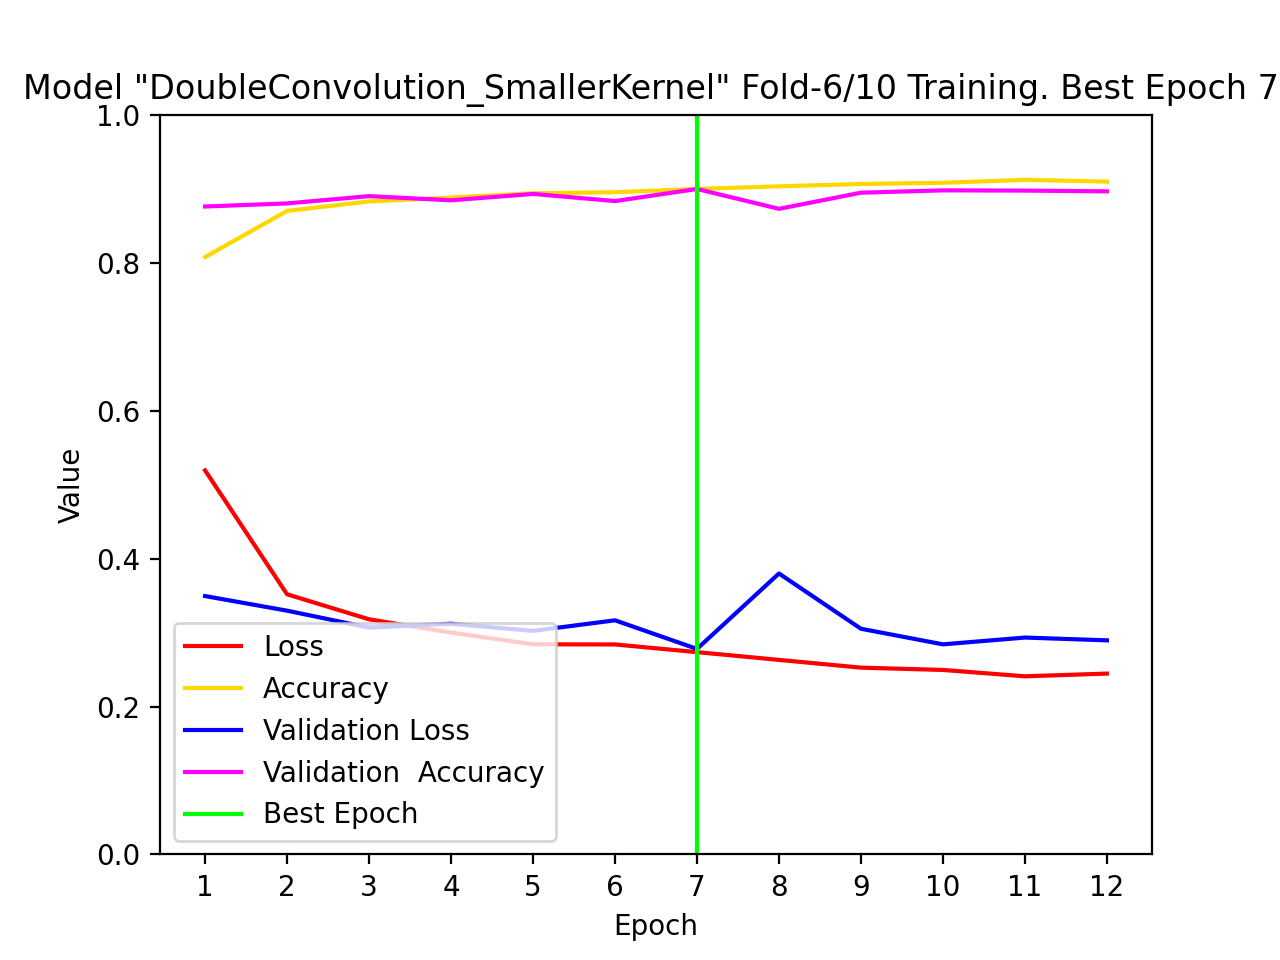 Model "DoubleConvolution_SmallerKernel" Fold-6/10 Training. Best Epoch 7
1.0
0.8
0.6
0.4
0.2
0.0
Value
Loss
Accuracy
Validation Loss
Validation  Accuracy
Best Epoch
1 2 3 4 5 6 7 8 9 10 11 12
Epoch